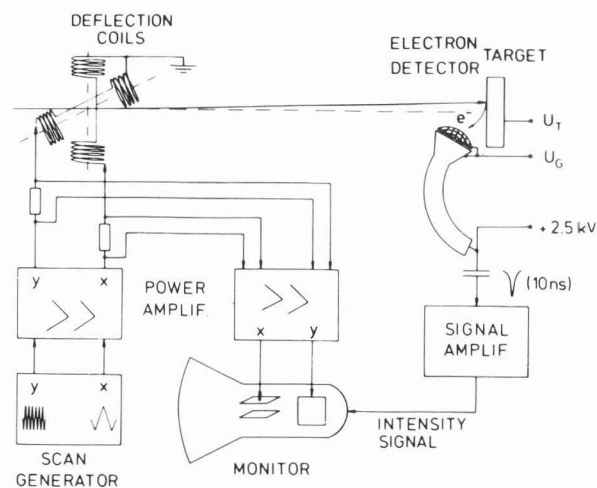 DEFLECTION
COILS
ELECTRON
DETECTOR
TARGET
e-
U_T
U_G
+ 2.5 kV
(10ns)
y
x
POWER
AMPLIF.
x
y
SIGNAL
AMPLIF
y
x
INTENSITY
SIGNAL
SCAN
GENERATOR
MONITOR